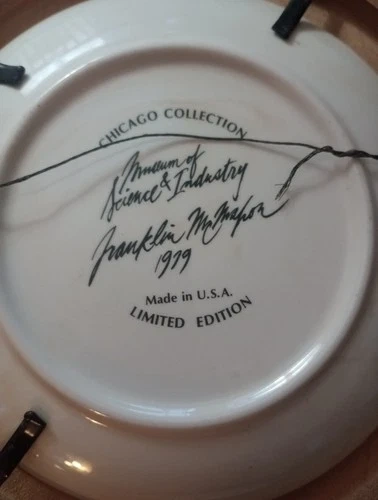 CHICAGO COLLECTION
Museum of
Science & Industry
Franklin McMahon
1979
Made in U.S.A.
LIMITED EDITION